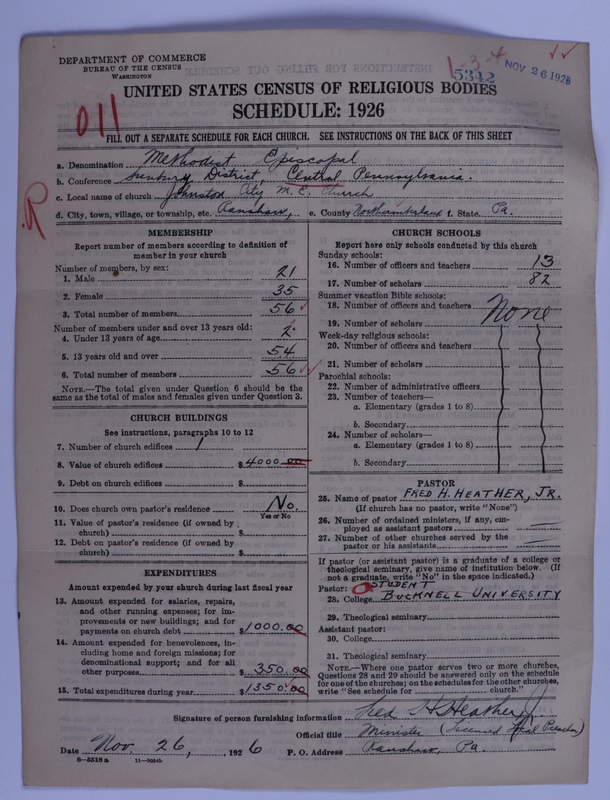 DEPARTMENT OF COMMERCE
BUREAU OF THE CENSUS
WASHINGTON
1-3-4
5342
NOV 26 1926
UNITED STATES CENSUS OF RELIGIOUS BODIES
SCHEDULE: 1926
011
FILL OUT A SEPARATE SCHEDULE FOR EACH CHURCH. SEE INSTRUCTIONS ON THE BACK OF THIS SHEET
a. Denomination Methodist Episcopal
b. Conference Sunbury District, Central Pennsylvania.
c. Local name of church Johnston City M. E. Church
d. City, town, village, or township, etc. Ranshaw, e. County Northumberland f. State. Pa.
R
MEMBERSHIP
Report number of members according to definition of
member in your church
Number of members, by sex:
1. Male 21
2. Female 35
3. Total number of members 56
Number of members under and over 13 years old:
4. Under 13 years of age 2
5. 13 years old and over 54
6. Total number of members 56
NOTE.—The total given under Question 6 should be
same as the total of males and females given under Question 3.
CHURCH BUILDINGS
See instructions, paragraphs 10 to 12
7. Number of church edifices 1
8. Value of church edifices $4000.00
9. Debt on church edifices $
10. Does church own pastor's residence No.
Yes or No
11. Value of pastor's residence (if owned by
church) $
12. Debt on pastor's residence (if owned by
church) $
EXPENDITURES
Amount expended by your church during last fiscal year
13. Amount expended for salaries, repairs,
and other running expenses; for im-
provements or new buildings; and for
payments on church debt $1000.00
14. Amount expended for benevolences, in-
cluding home and foreign missions; for
denominational support; and for all
other purposes $350.00
15. Total expenditures during year $1350.00
CHURCH SCHOOLS
Report here only schools conducted by this church
Sunday schools:
16. Number of officers and teachers 13
17. Number of scholars 82
Summer vacation Bible schools:
18. Number of officers and teachers None
19. Number of scholars
Week-day religious schools:
20. Number of officers and teachers
21. Number of scholars
Parochial schools:
22. Number of administrative officers
23. Number of teachers—
a. Elementary (grades 1 to 8)
b. Secondary
24. Number of scholars—
a. Elementary (grades 1 to 8)
b. Secondary
PASTOR
25. Name of pastor FRED H. HEATHER, JR.
(If church has no pastor, write "None")
26. Number of ordained ministers, if any, em-
ployed as assistant pastors —
27. Number of other churches served by the
pastor or his assistants —
If pastor (or assistant pastor) is a graduate of a college or
theological seminary, give name of institution below. (If
not a graduate, write "No" in the space indicated.)
Pastor: STUDENT
28. College BUCKNELL UNIVERSITY
29. Theological seminary
Assistant pastor:
30. College
31. Theological seminary
NOTE.—Where one pastor serves two or more churches,
Questions 28 and 29 should be answered only on the schedule
for one of the churches; on the schedules for the other churches,
write "See schedule for church."
Signature of person furnishing information Fred H Heather Jr
Official title Minister (Licensed Local Preacher)
Date Nov. 26, 1926 P. O. Address Ranshaw, Pa.
8—5518a 11—9064b